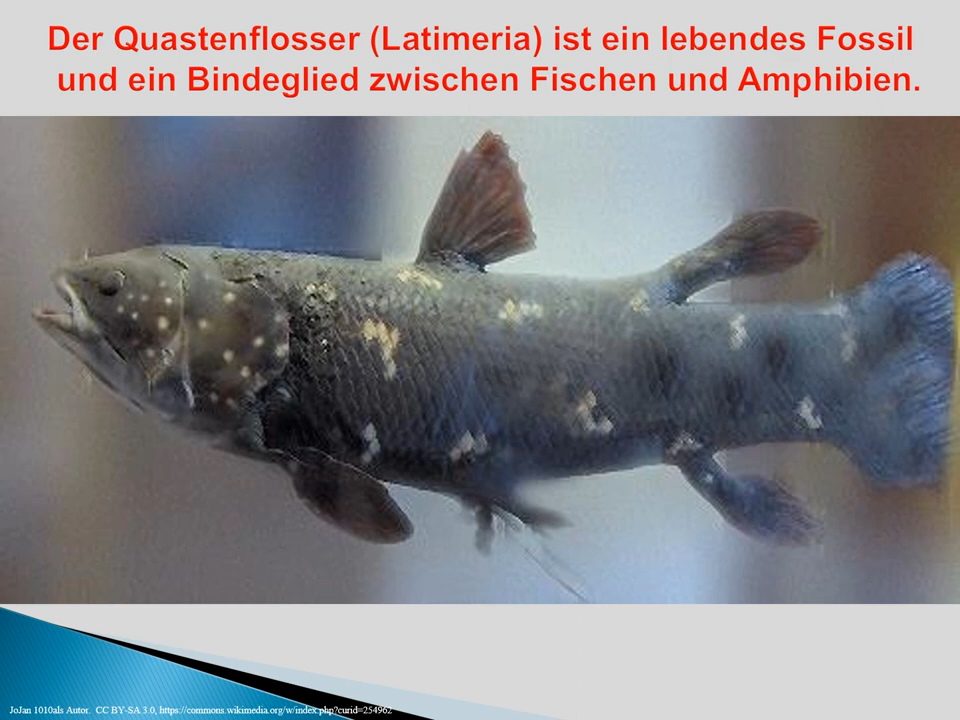 Der Quastenflosser (Latimeria) ist ein lebendes Fossil
und ein Bindeglied zwischen Fischen und Amphibien.
JoJan 1010als Autor. CC BY-SA 3.0, https://commons.wikimedia.org/w/index.php?curid=254962